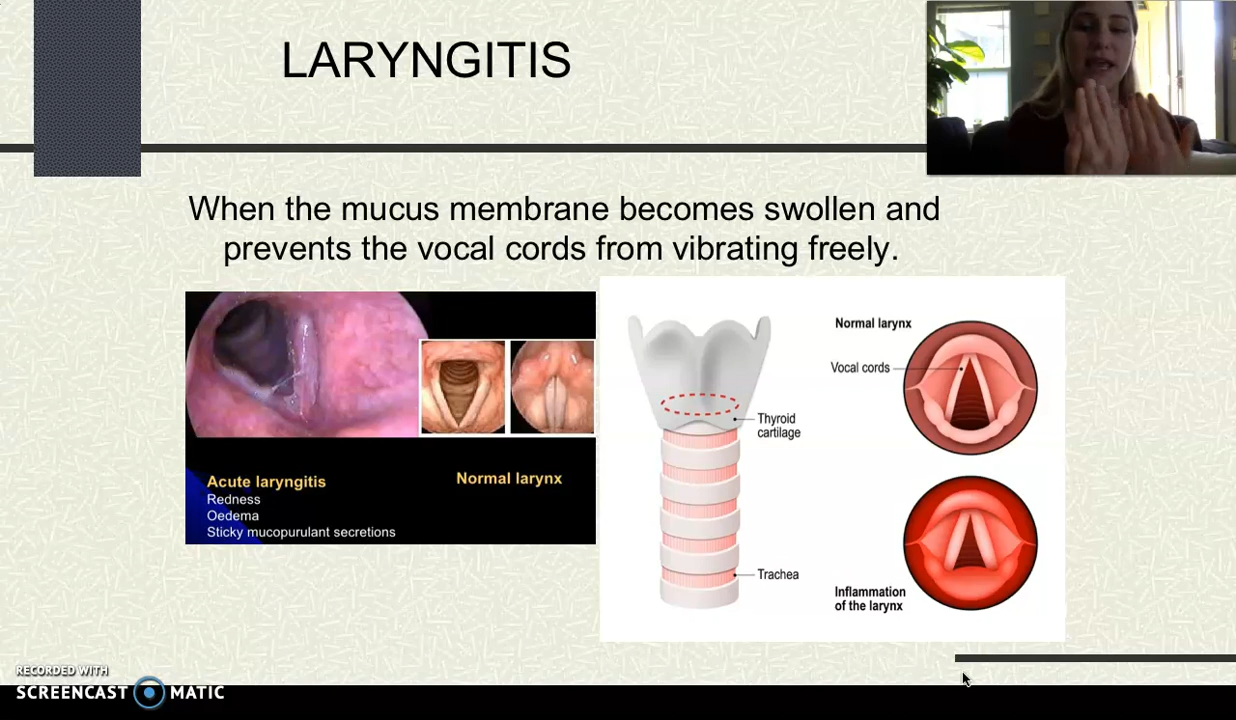 LARYNGITIS
When the mucus membrane becomes swollen and
prevents the vocal cords from vibrating freely.
Acute laryngitis
Redness
Oedema
Sticky mucopurulant secretions
Normal larynx
Thyroid
cartilage
Trachea
Normal larynx
Vocal cords
Inflammation
of the larynx
RECORDED WITH
SCREENCAST MATIC